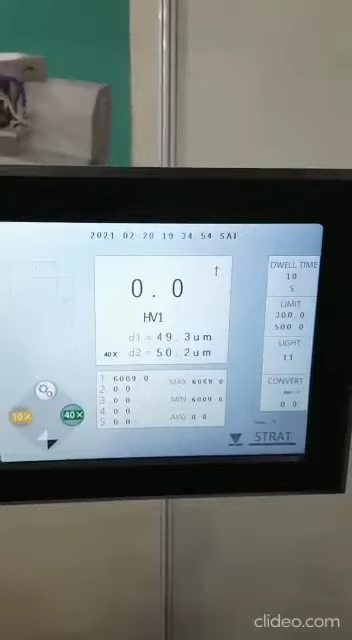 2021 02 20 19 34.54 SAT
0 . 0
HV1
d1 = 49.3um
40X d2 = 50.2um
1 6009 0
2 0 0
3 . 0 0
4 0 0
5 0 0
MAX 6009 0
MIN 6009 0
AVG 0 0
DWELL TIME
10
S
LIMIT
300 0
500 0
LIGHT
11
CONVERT
0.0
10X
40X
STRAT
clideo.com